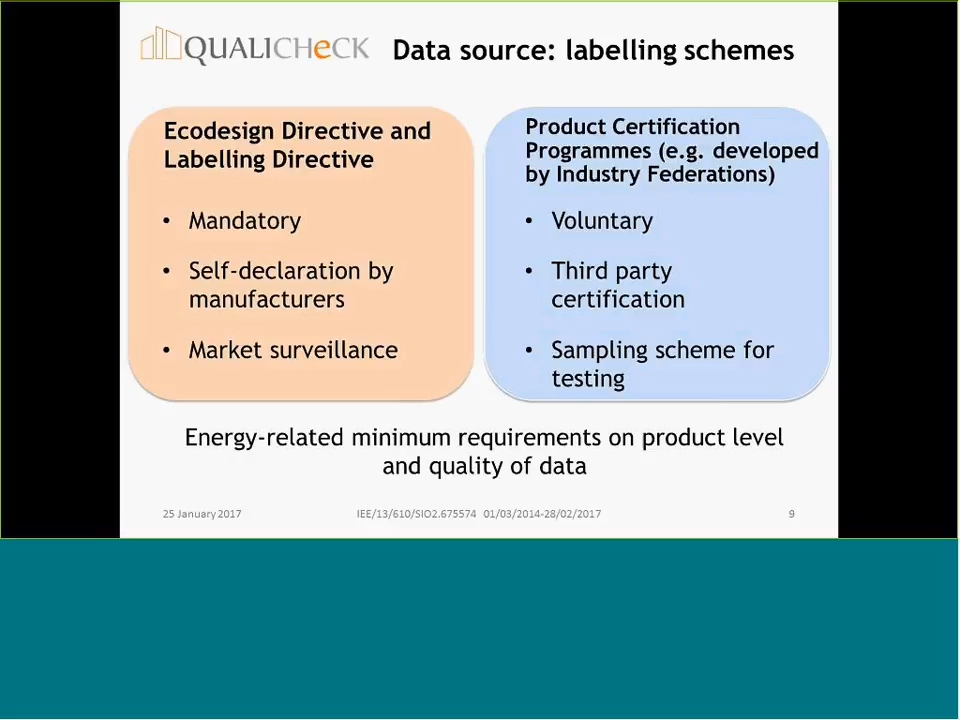 QUALICHeCK
Data source: labelling schemes
Ecodesign Directive and
Labelling Directive
• Mandatory
• Self-declaration by
manufacturers
• Market surveillance
Product Certification
Programmes (e.g. developed
by Industry Federations)
• Voluntary
• Third party
certification
• Sampling scheme for
testing
Energy-related minimum requirements on product level
and quality of data
25 January 2017
IEE/13/610/SIO2.675574 01/03/2014-28/02/2017
9